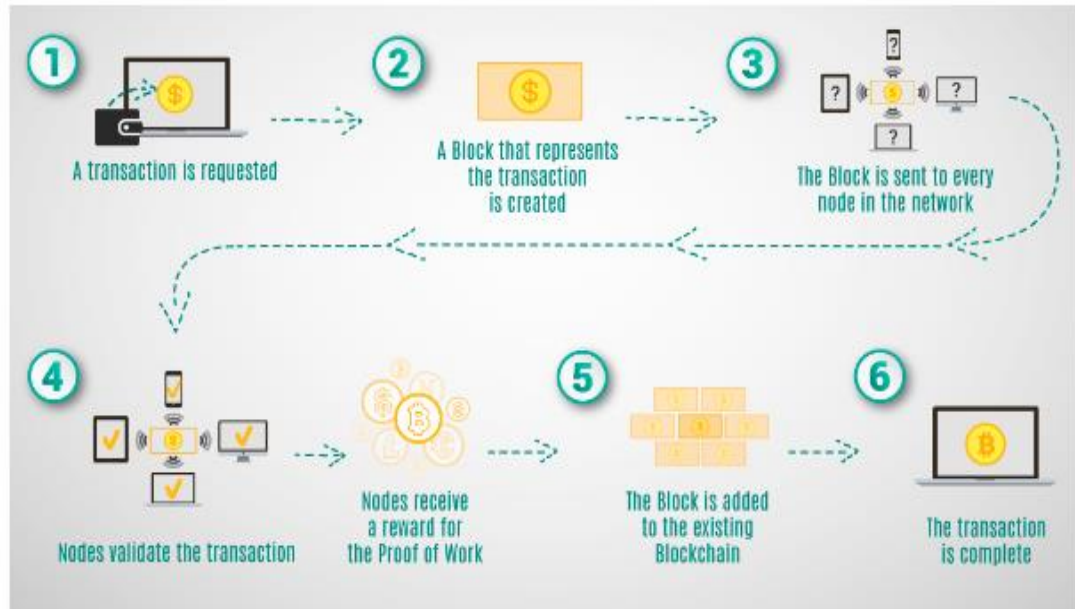 1
A transaction is requested
2
A Block that represents
the transaction
is created
3
The Block is sent to every
node in the network
4
Nodes validate the transaction
Nodes receive
a reward for
the Proof of Work
5
The Block is added
to the existing
Blockchain
6
The transaction
is complete